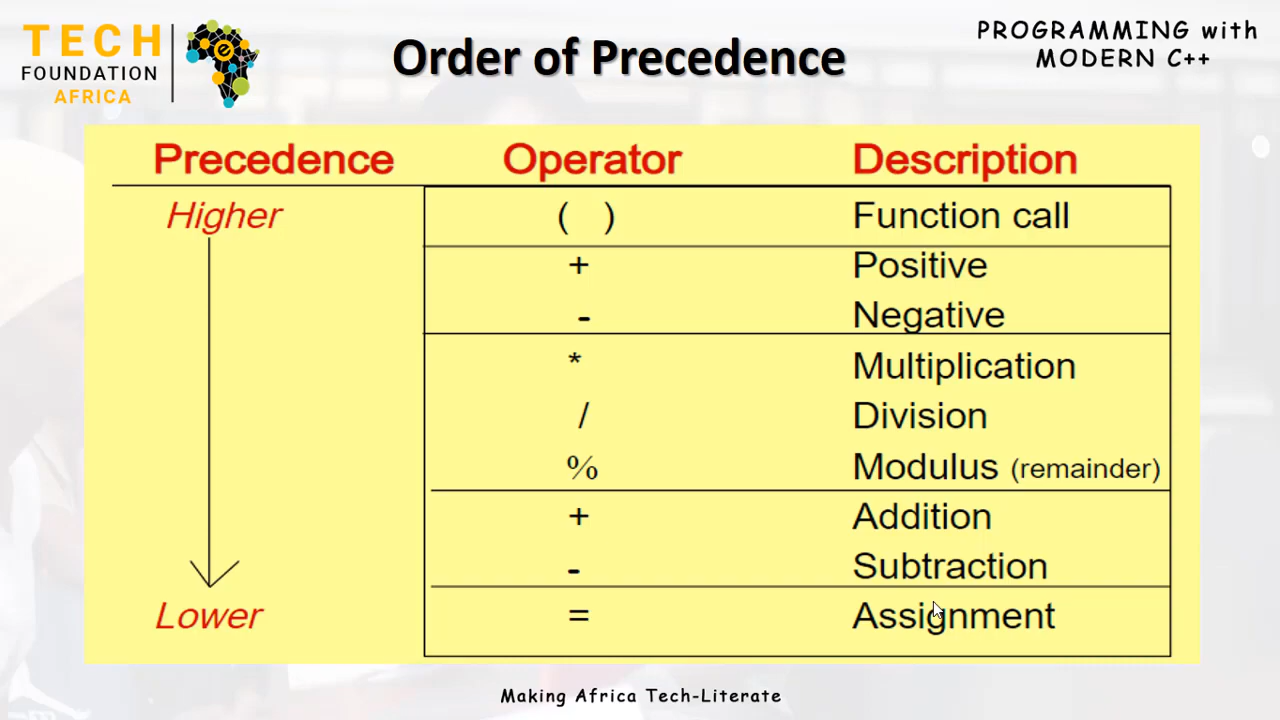 TECH
FOUNDATION
AFRICA
e
Order of Precedence
PROGRAMMING with
MODERN C++
Precedence Operator Description
Higher ( ) Function call
+ Positive
- Negative
* Multiplication
/ Division
% Modulus (remainder)
+ Addition
- Subtraction
Lower = Assignment
Making Africa Tech-Literate